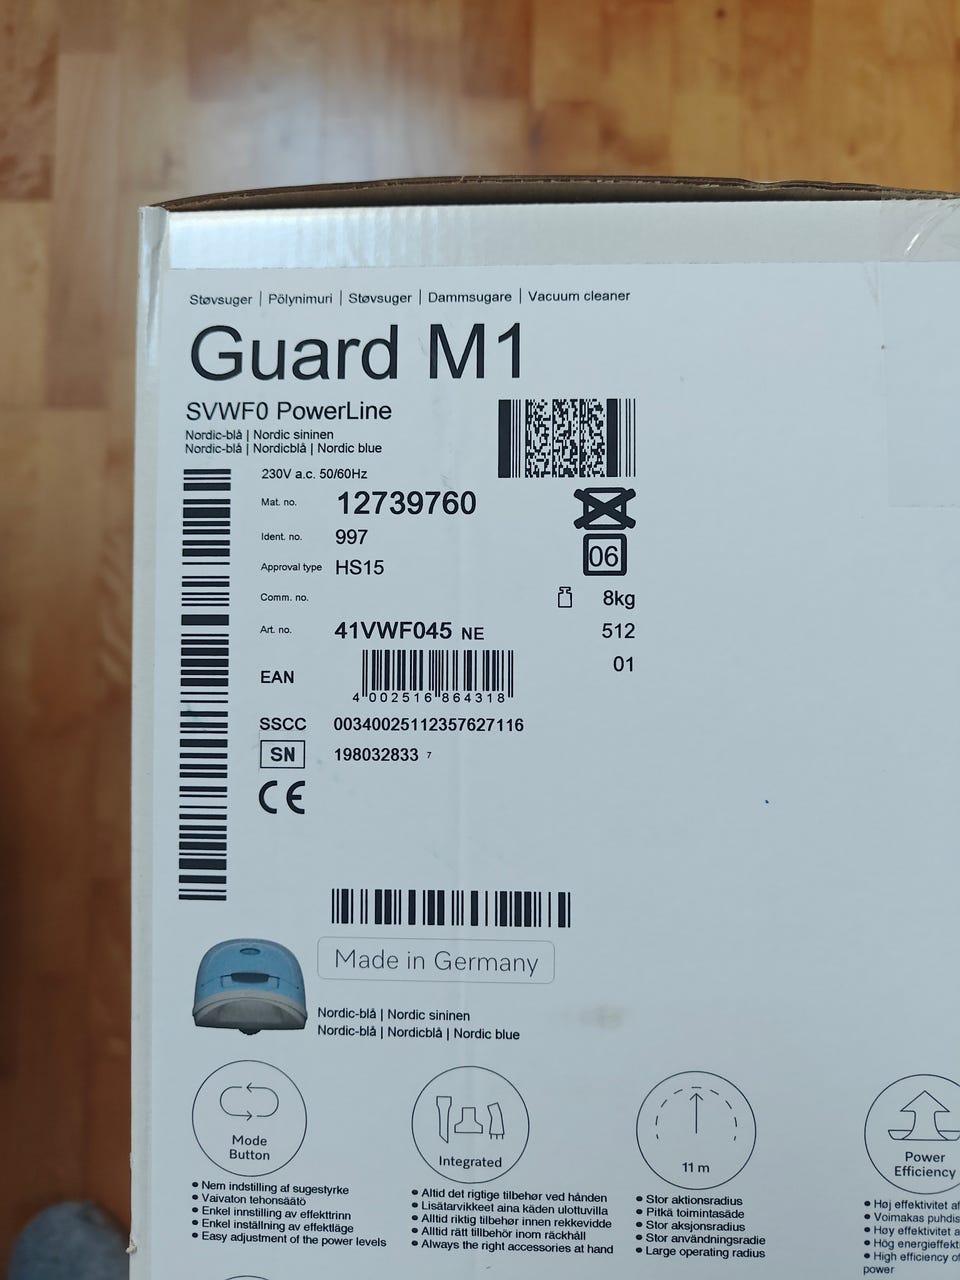 Støvsuger | Pölynimuri | Støvsuger | Dammsugare | Vacuum cleaner
Guard M1
SVWF0 PowerLine
Nordic-blå | Nordic sininen
Nordic-blå | Nordicblå | Nordic blue
230V a.c. 50/60Hz
Mat. no. 12739760
Ident. no. 997
06
Approval type HS15
Comm. no.
8kg
Art. no. 41VWF045 NE
512
01
EAN
4 002516 864318
SSCC 00340025112357627116
SN 198032833 7
CE
Made in Germany
Nordic-blå | Nordic sininen
Nordic-blå | Nordicblå | Nordic blue
Mode
Button
• Nem indstilling af sugestyrke
• Vaivaton tehonsäätö
• Enkel innstilling av effekttrinn
• Enkel inställning av effektläge
• Easy adjustment of the power levels
Integrated
• Altid det rigtige tilbehør ved hånden
• Lisätarvikkeet aina käden ulottuvilla
• Alltid riktig tilbehør innen rekkevidde
• Alltid rätt tillbehör inom räckhåll
• Always the right accessories at hand
11 m
• Stor aktionsradius
• Pitkä toimintasäde
• Stor aksjonsradius
• Stor användningsradie
• Large operating radius
Power
Efficiency
• Høj effektivitet af
• Voimakas puhdis
• Høy effektivitet a
• Hög energieffekt
• High efficiency of
power